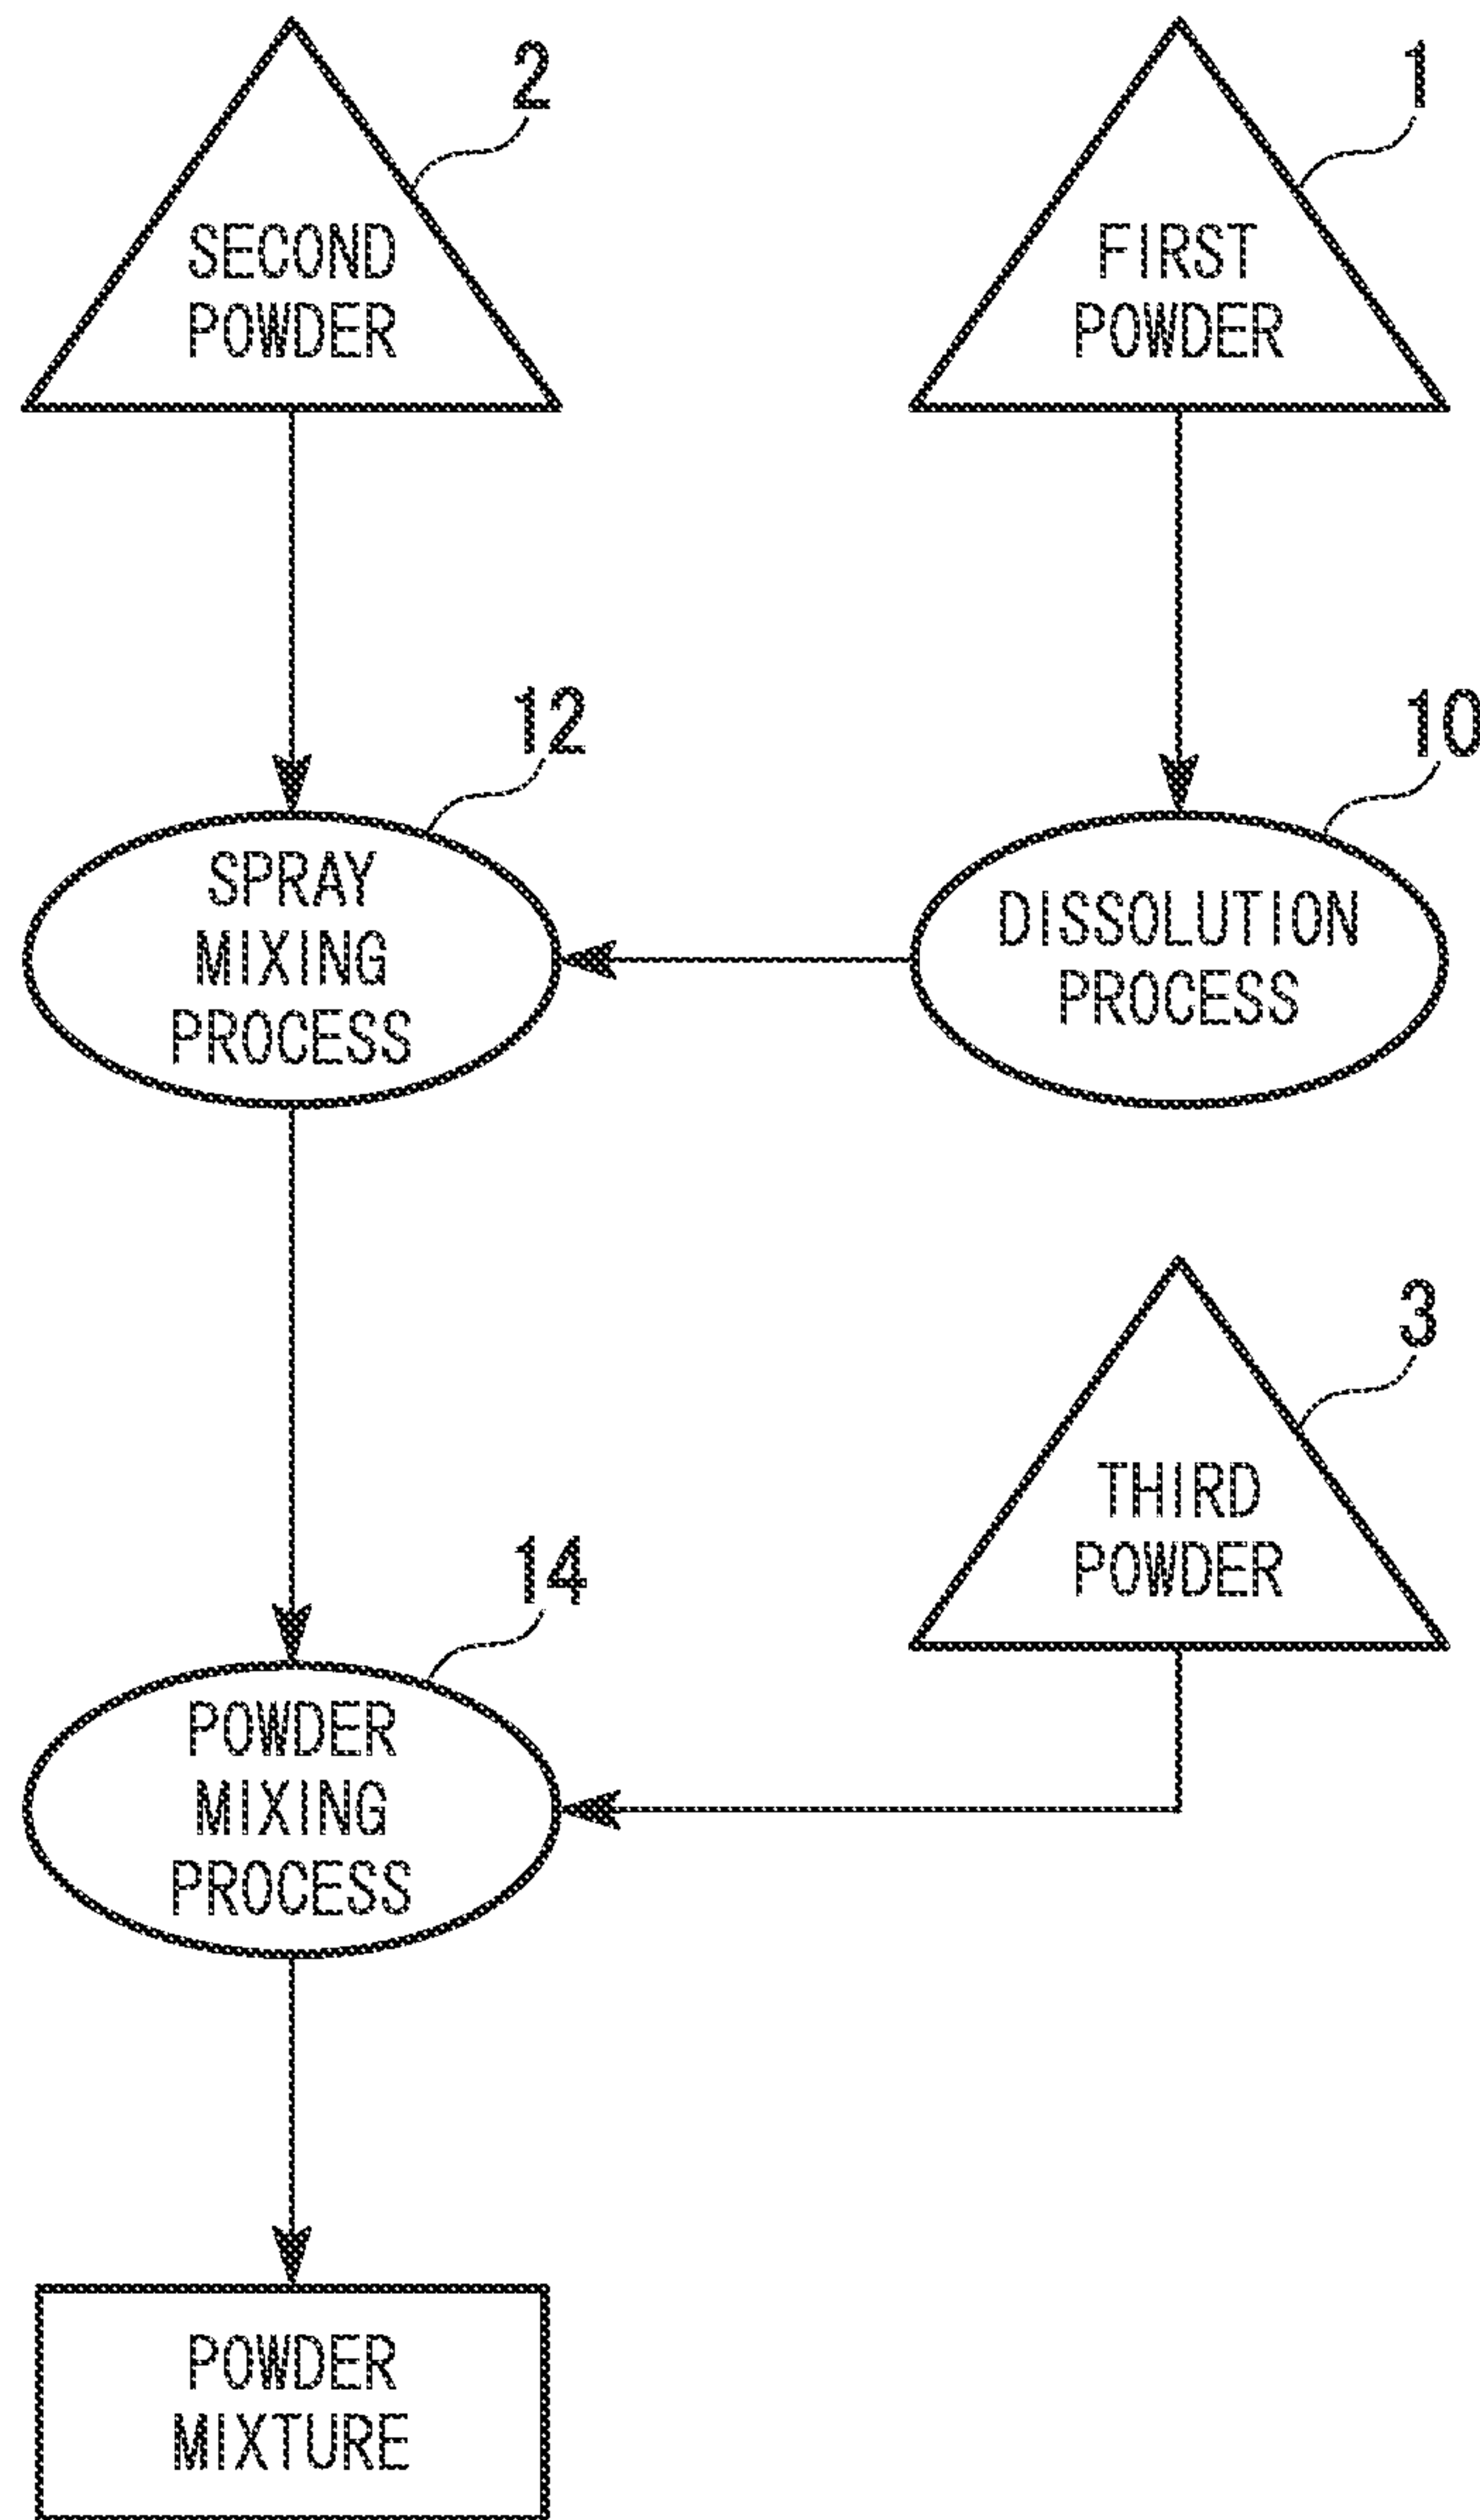 2
1
SECOND
POWDER
FIRST
POWDER
12
10
SPRAY
MIXING
PROCESS
DISSOLUTION
PROCESS
3
THIRD
POWDER
14
POWDER
MIXING
PROCESS
POWDER
MIXTURE